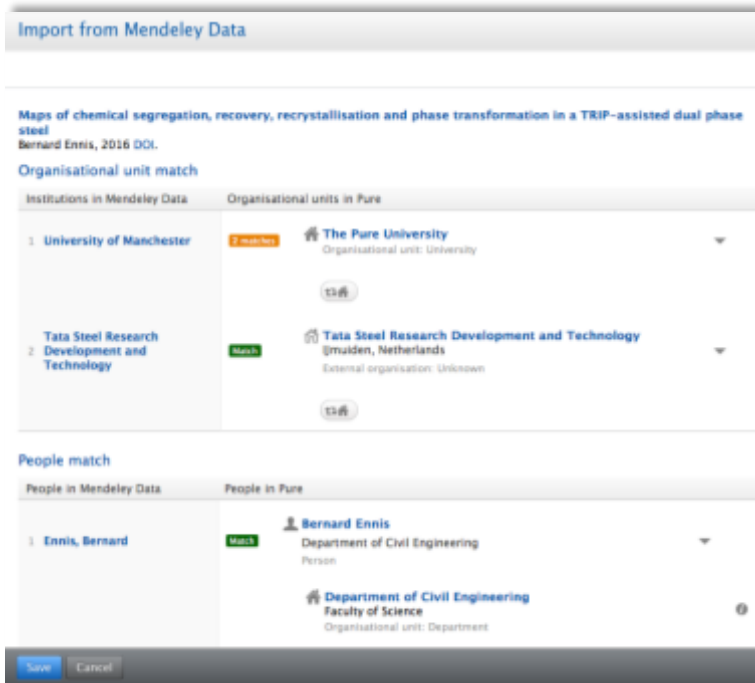 Import from Mendeley Data
Maps of chemical segregation, recovery, recrystallisation and phase transformation in a TRIP-assisted dual phase
steel
Bernard Ennis, 2016 DOI.
Organisational unit match
Institutions in Mendeley Data Organisational units in Pure
1 University of Manchester 2 matches The Pure University
Organisational unit: University
Tata Steel Research
2 Development and
Technology
Match
Tata Steel Research Development and Technology
IJmuiden, Netherlands
External organisation: Unknown
People match
People in Mendeley Data People in Pure
1 Ennis, Bernard Match Bernard Ennis
Department of Civil Engineering
Person
Department of Civil Engineering
Faculty of Science
Organisational unit: Department
Save Cancel